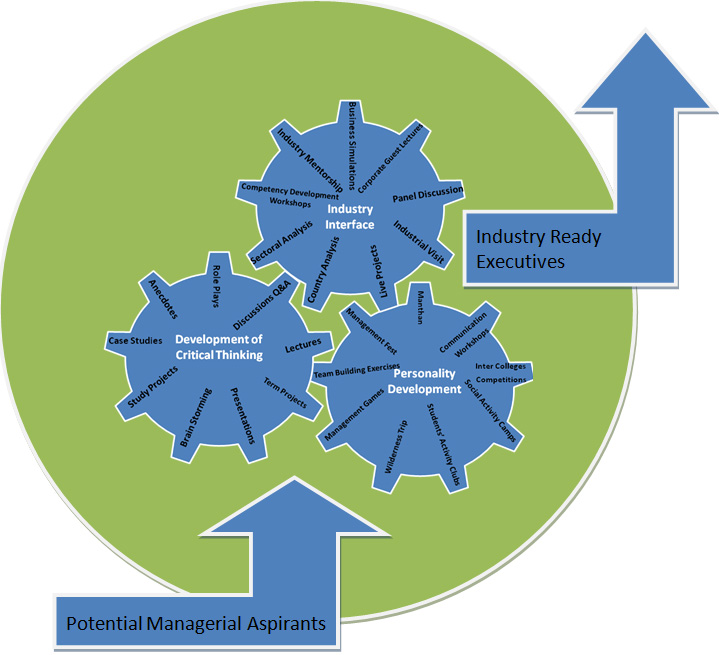 Business Simulations
Corporate Guest Lectures
Panel Discussion
Industrial Visit
Live Projects
Country Analysis
Sectoral Analysis
Competency Development
Workshops
Industry Mentorship
Industry
Interface
Industry Ready
Executives
Role Plays
Discussions Q&A
Lectures
Term Projects
Presentations
Brain Storming
Study Projects
Case Studies
Anecdotes
Development of
Critical Thinking
Manthan
Communication
Workshops
Inter Colleges
Competitions
Social Activity Camps
Students' Activity Clubs
Wilderness Trip
Management Games
Team Building Exercises
Management Fest
Personality
Development
Potential Managerial Aspirants